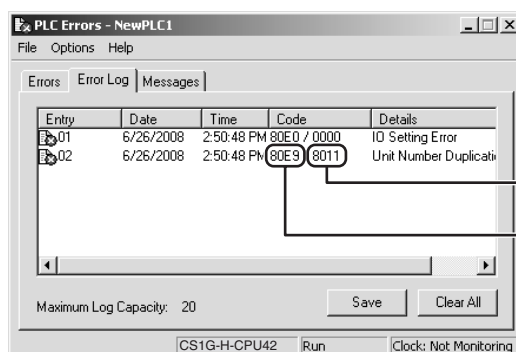 PLC Errors - NewPLC1
File Options Help
Errors Error Log Messages
Entry Date Time Code Details
01 6/26/2008 2:50:48 PM 80E0 / 0000 IO Setting Error
02 6/26/2008 2:50:48 PM 80E9 8011 Unit Number Duplicati
Maximum Log Capacity: 20 Save Clear All
CS1G-H-CPU42 Run Clock: Not Monitoring